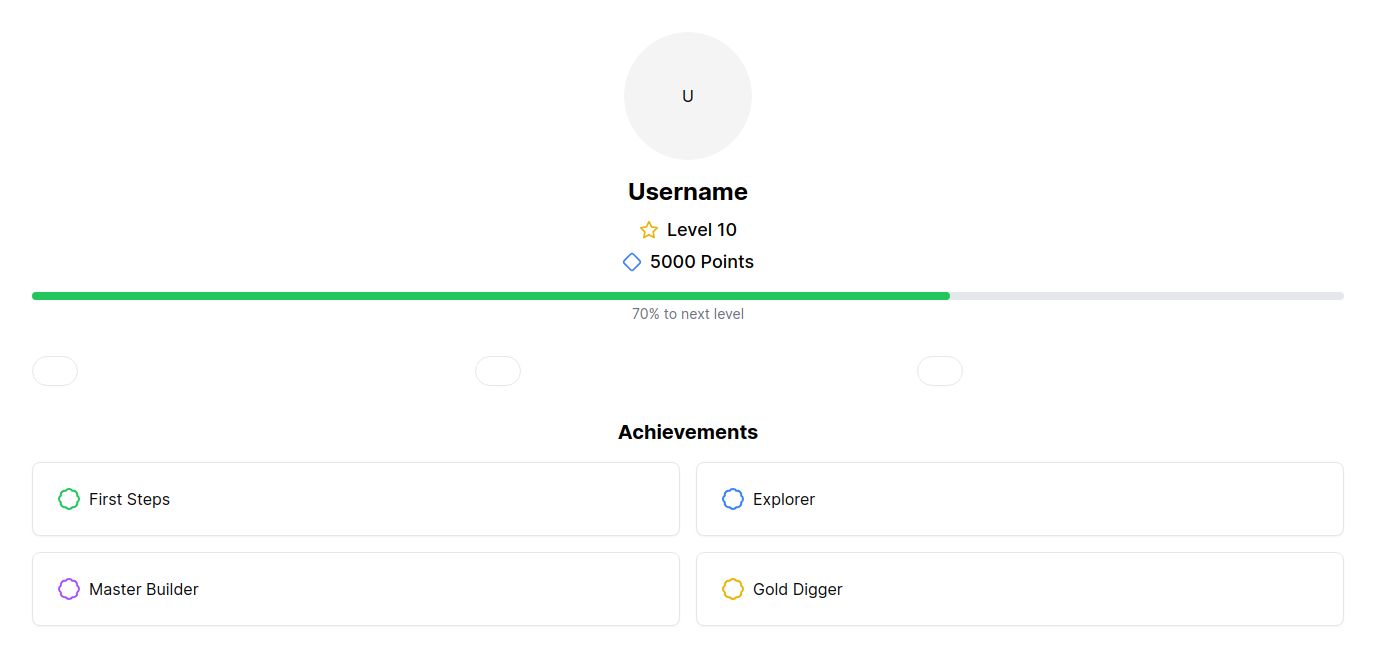 U
Username
Level 10
5000 Points
70% to next level
Achievements
First Steps
Explorer
Master Builder
Gold Digger